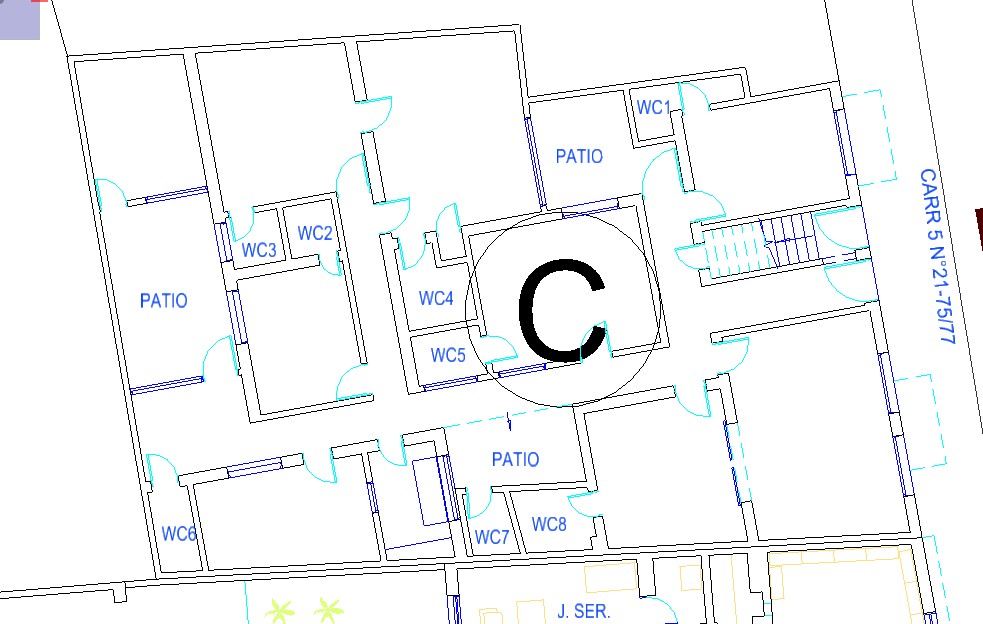 WC1
PATIO
CARR 5 N°21-75/77
WC2
WC3
PATIO
WC4
C
WC5
PATIO
WC6
WC7
WC8
J. SER.